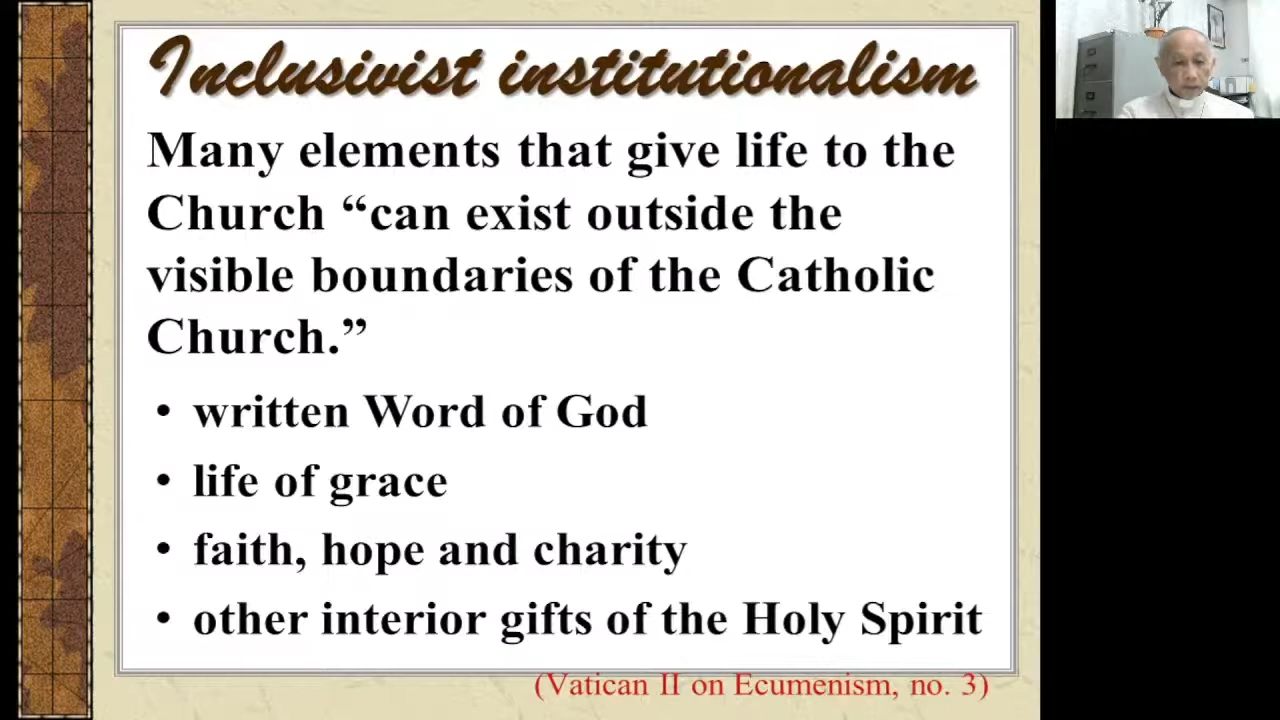 Inclusivist institutionalism
Many elements that give life to the
Church “can exist outside the
visible boundaries of the Catholic
Church.”
• written Word of God
• life of grace
• faith, hope and charity
• other interior gifts of the Holy Spirit
(Vatican II on Ecumenism, no. 3)